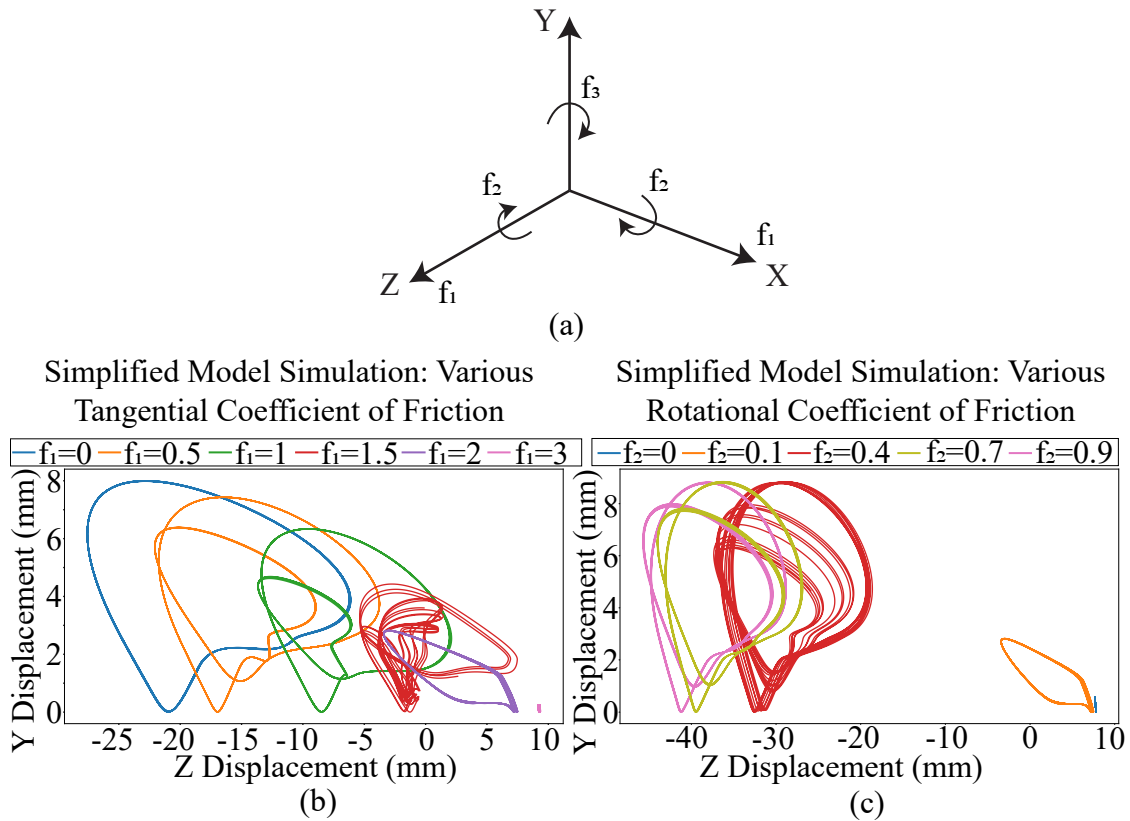 Y
f₃
f₂
f₂
f₁
X
Z
f₁
(a)
Simplified Model Simulation: Various
Tangential Coefficient of Friction
f₁=0 f₁=0.5 f₁=1 f₁=1.5 f₁=2 f₁=3
Y Displacement (mm)
8
6
4
2
0
-25 -20 -15 -10 -5 0 5 10
Z Displacement (mm)
(b)
Simplified Model Simulation: Various
Rotational Coefficient of Friction
f₂=0 f₂=0.1 f₂=0.4 f₂=0.7 f₂=0.9
Y Displacement (mm)
8
6
4
2
0
-40 -30 -20 -10 0 10
Z Displacement (mm)
(c)